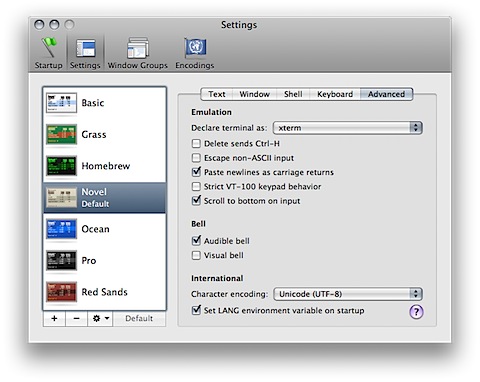 Settings
Startup Settings Window Groups Encodings
Basic
Grass
Homebrew
Novel
Default
Ocean
Pro
Red Sands
+ − Default
Text Window Shell Keyboard Advanced
Emulation
Declare terminal as: xterm
Delete sends Ctrl-H
Escape non-ASCII input
Paste newlines as carriage returns
Strict VT-100 keypad behavior
Scroll to bottom on input
Bell
Audible bell
Visual bell
International
Character encoding: Unicode (UTF-8)
Set LANG environment variable on startup ?